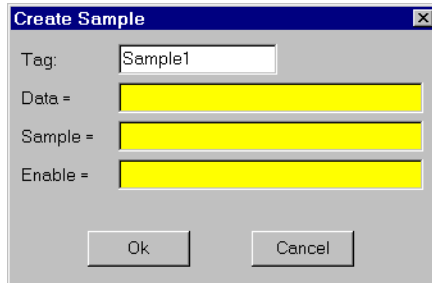 Create Sample
Tag: Sample1
Data =
Sample =
Enable =
Ok Cancel